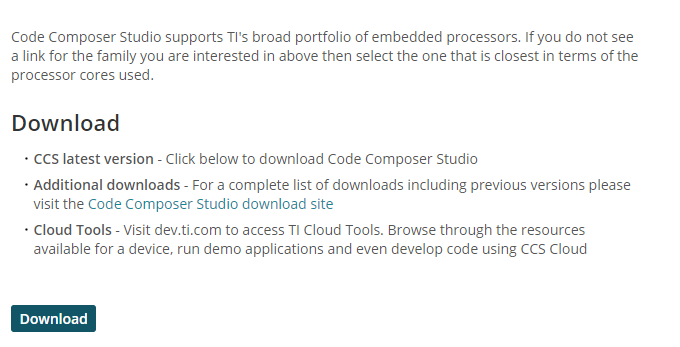 Code Composer Studio supports TI's broad portfolio of embedded processors. If you do not see
a link for the family you are interested in above then select the one that is closest in terms of the
processor cores used.
Download
· CCS latest version - Click below to download Code Composer Studio
· Additional downloads - For a complete list of downloads including previous versions please
visit the Code Composer Studio download site
· Cloud Tools - Visit dev.ti.com to access TI Cloud Tools. Browse through the resources
available for a device, run demo applications and even develop code using CCS Cloud
Download